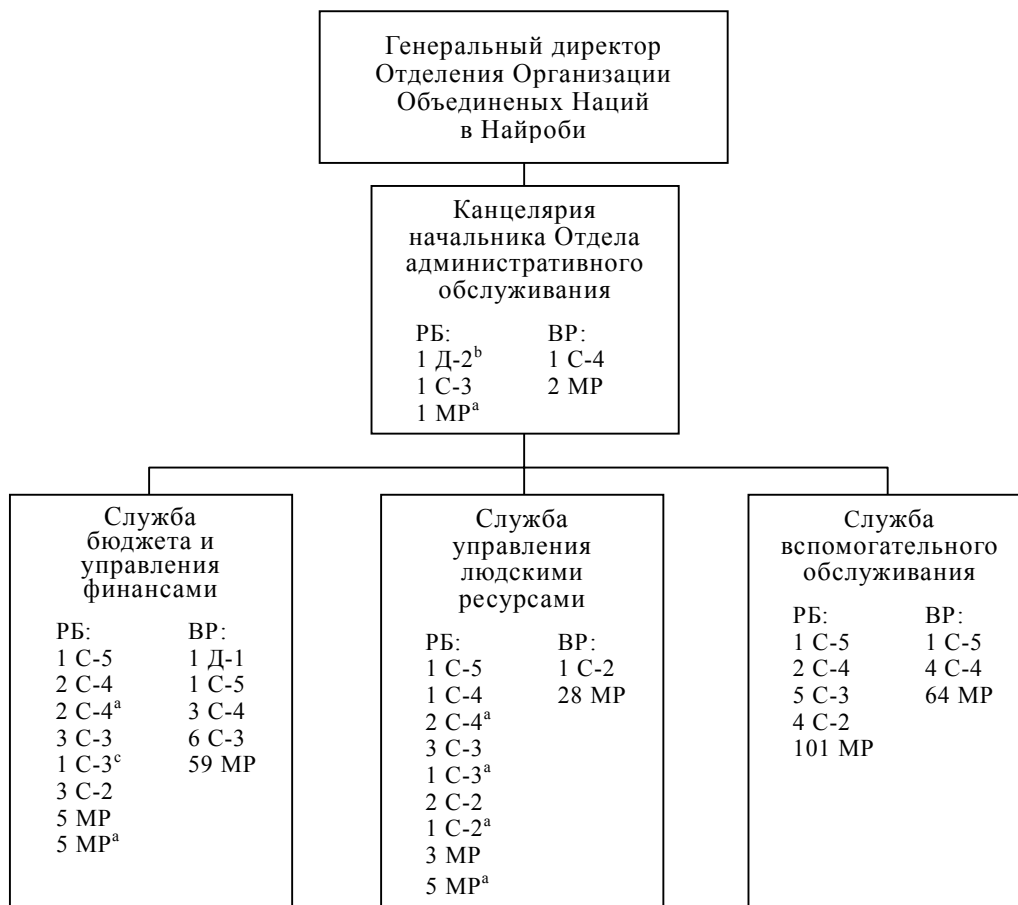 Генеральный директор
Отделения Организации
Объединеных Наций
в Найроби
Канцелярия
начальника Отдела
административного
обслуживания
РБ: ВР:
1 Д-2ᵇ 1 С-4
1 С-3 2 МР
1 МРᵃ
Служба
бюджета и
управления
финансами
РБ: ВР:
1 С-5 1 Д-1
2 С-4 1 С-5
2 С-4ᵃ 3 С-4
3 С-3 6 С-3
1 С-3ᶜ 59 МР
3 С-2
5 МР
5 МРᵃ
Служба
управления
людскими
ресурсами
РБ: ВР:
1 С-5 1 С-2
1 С-4 28 МР
2 С-4ᵃ
3 С-3
1 С-3ᵃ
2 С-2
1 С-2ᵃ
3 МР
5 МРᵃ
Служба
вспомогательного
обслуживания
РБ: ВР:
1 С-5 1 С-5
2 С-4 4 С-4
5 С-3 64 МР
4 С-2
101 МР